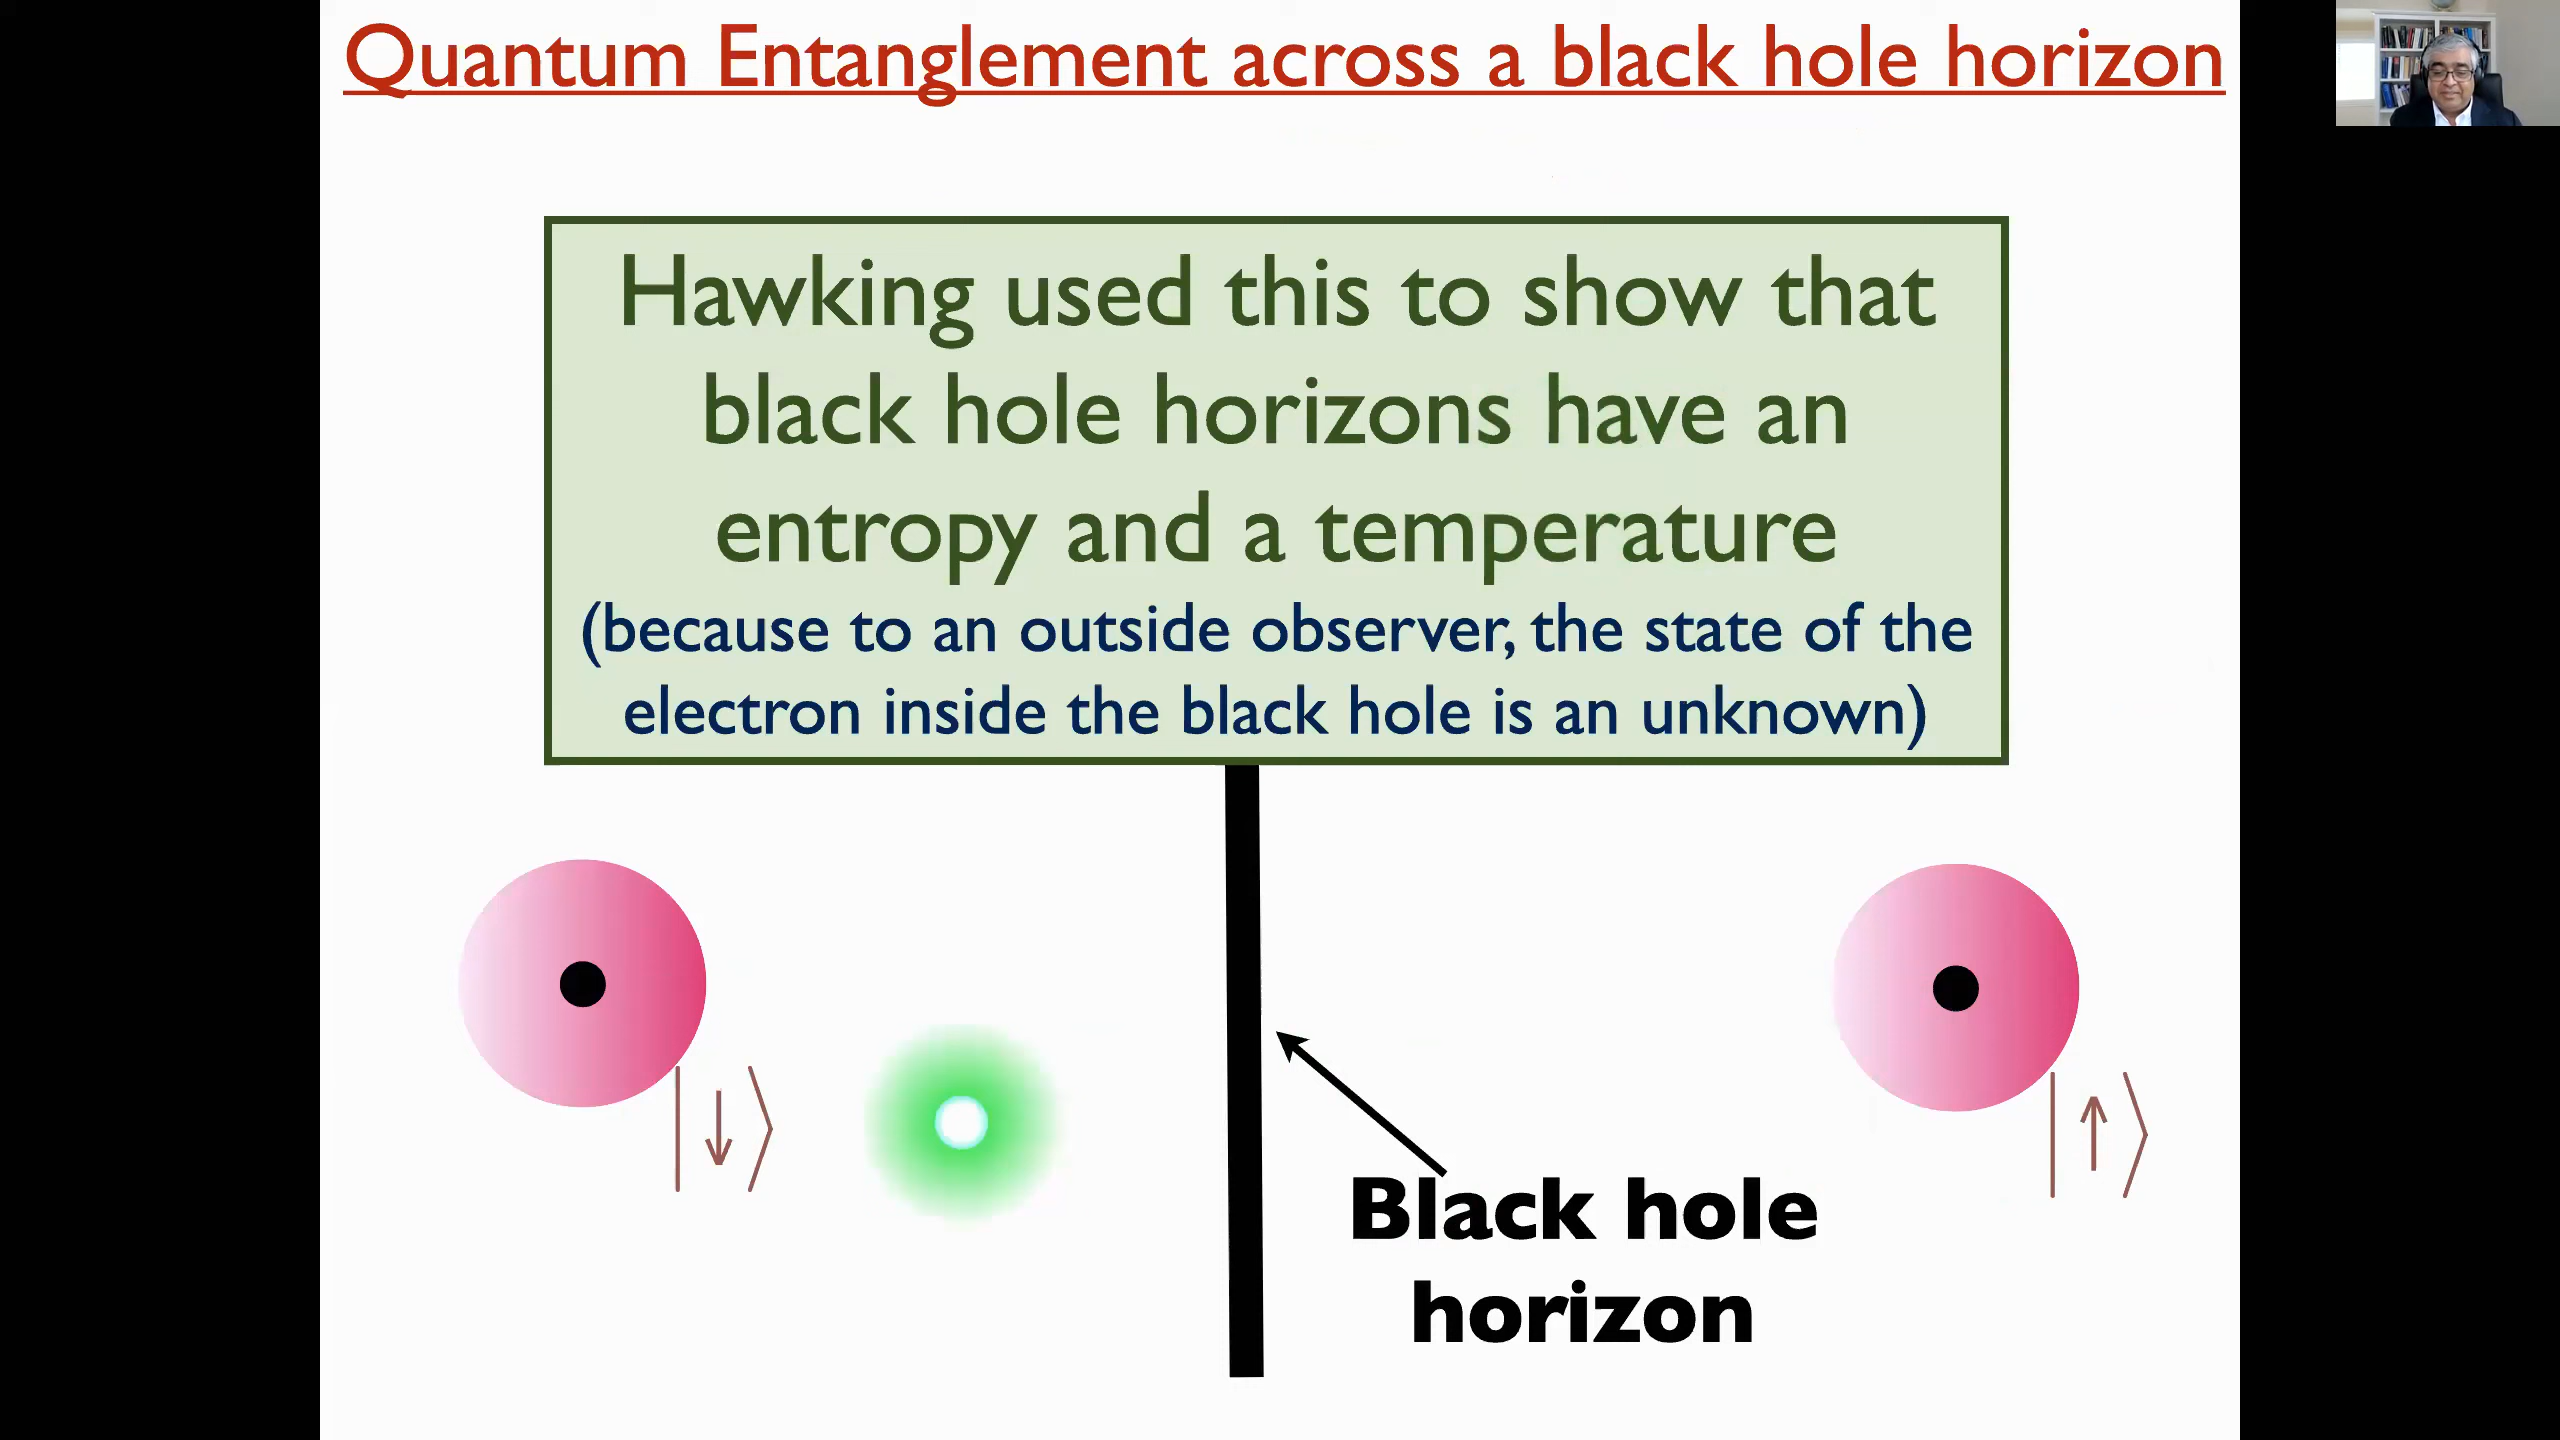 Quantum Entanglement across a black hole horizon
Hawking used this to show that
black hole horizons have an
entropy and a temperature
(because to an outside observer, the state of the
electron inside the black hole is an unknown)
|↓⟩
|↑⟩
Black hole
horizon